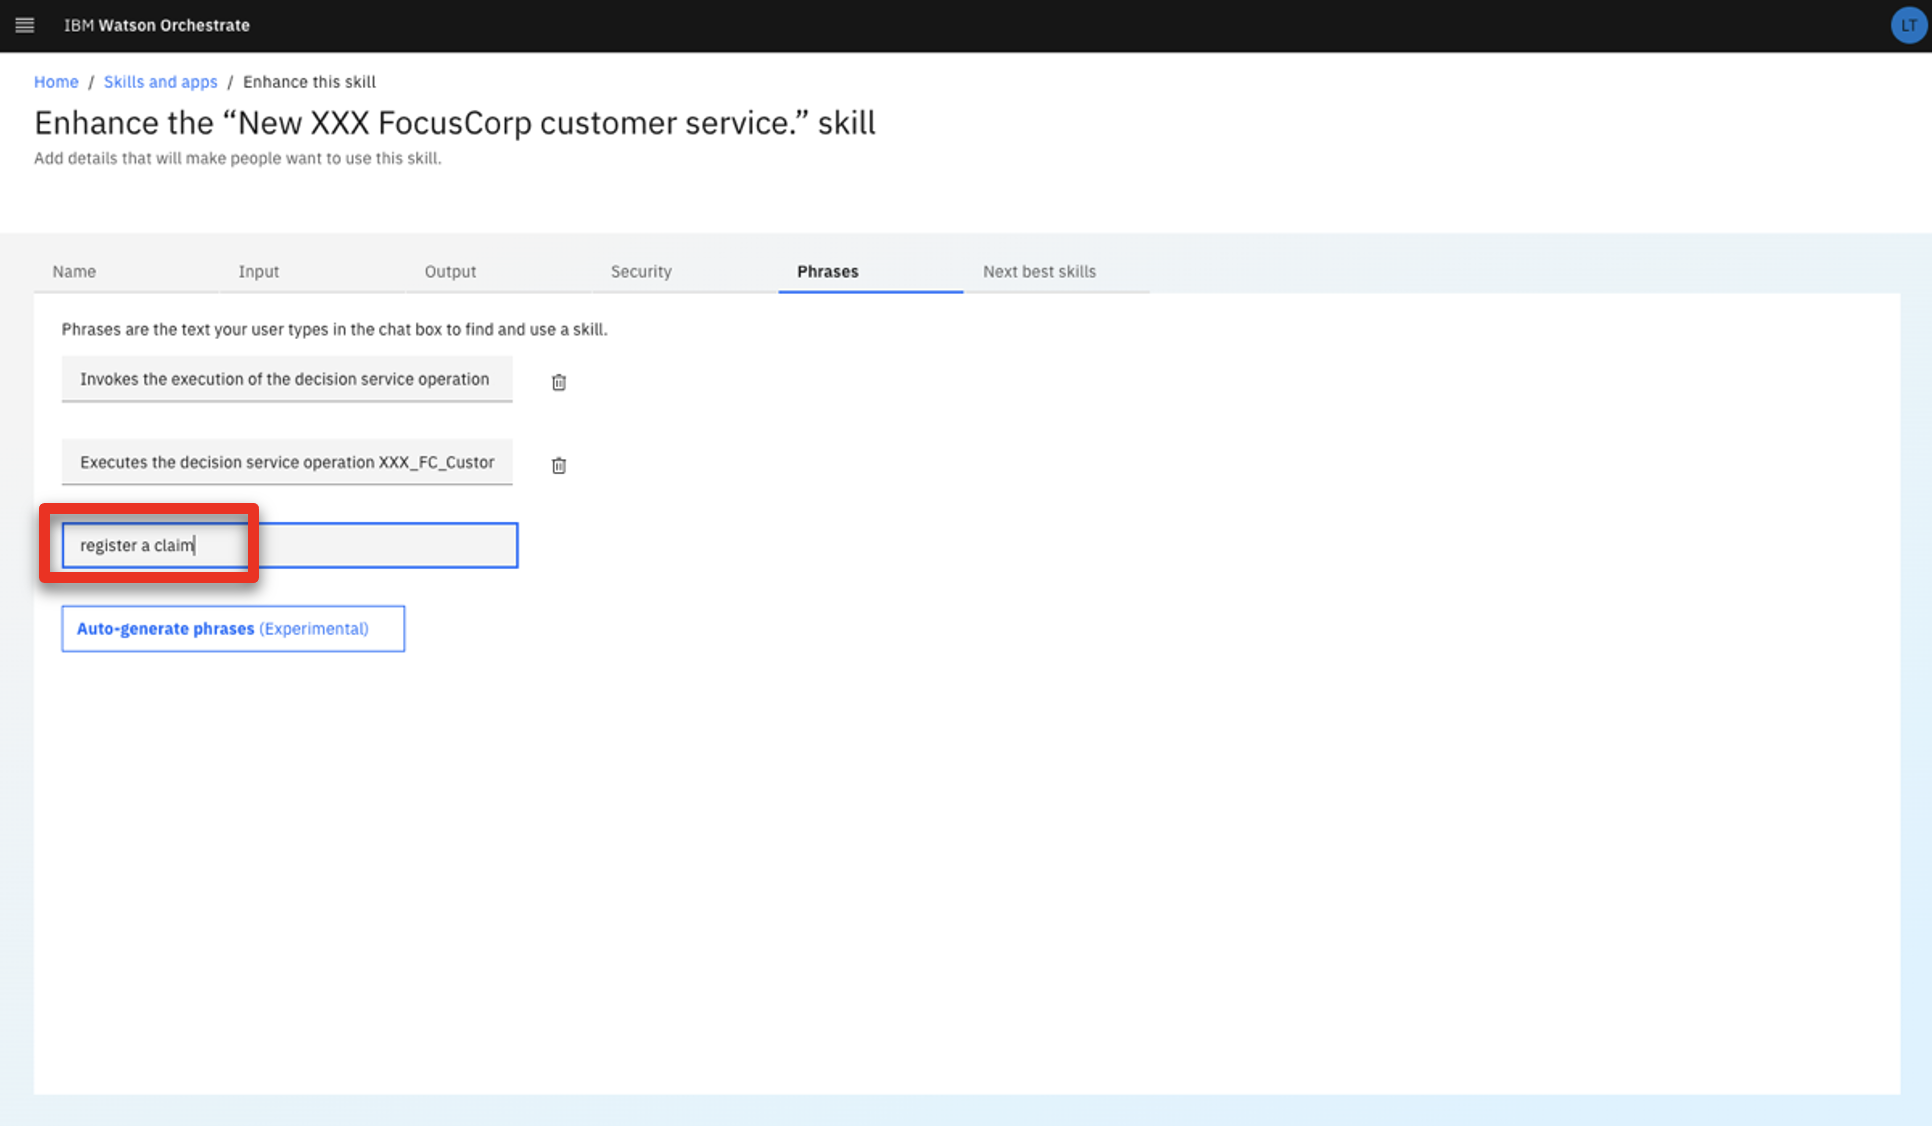 IBM Watson Orchestrate
LT
Home / Skills and apps / Enhance this skill
Enhance the “New XXX FocusCorp customer service.” skill
Add details that will make people want to use this skill.
Name Input Output Security Phrases Next best skills
Phrases are the text your user types in the chat box to find and use a skill.
Invokes the execution of the decision service operation
Executes the decision service operation XXX_FC_Custor
register a claim
Auto-generate phrases (Experimental)